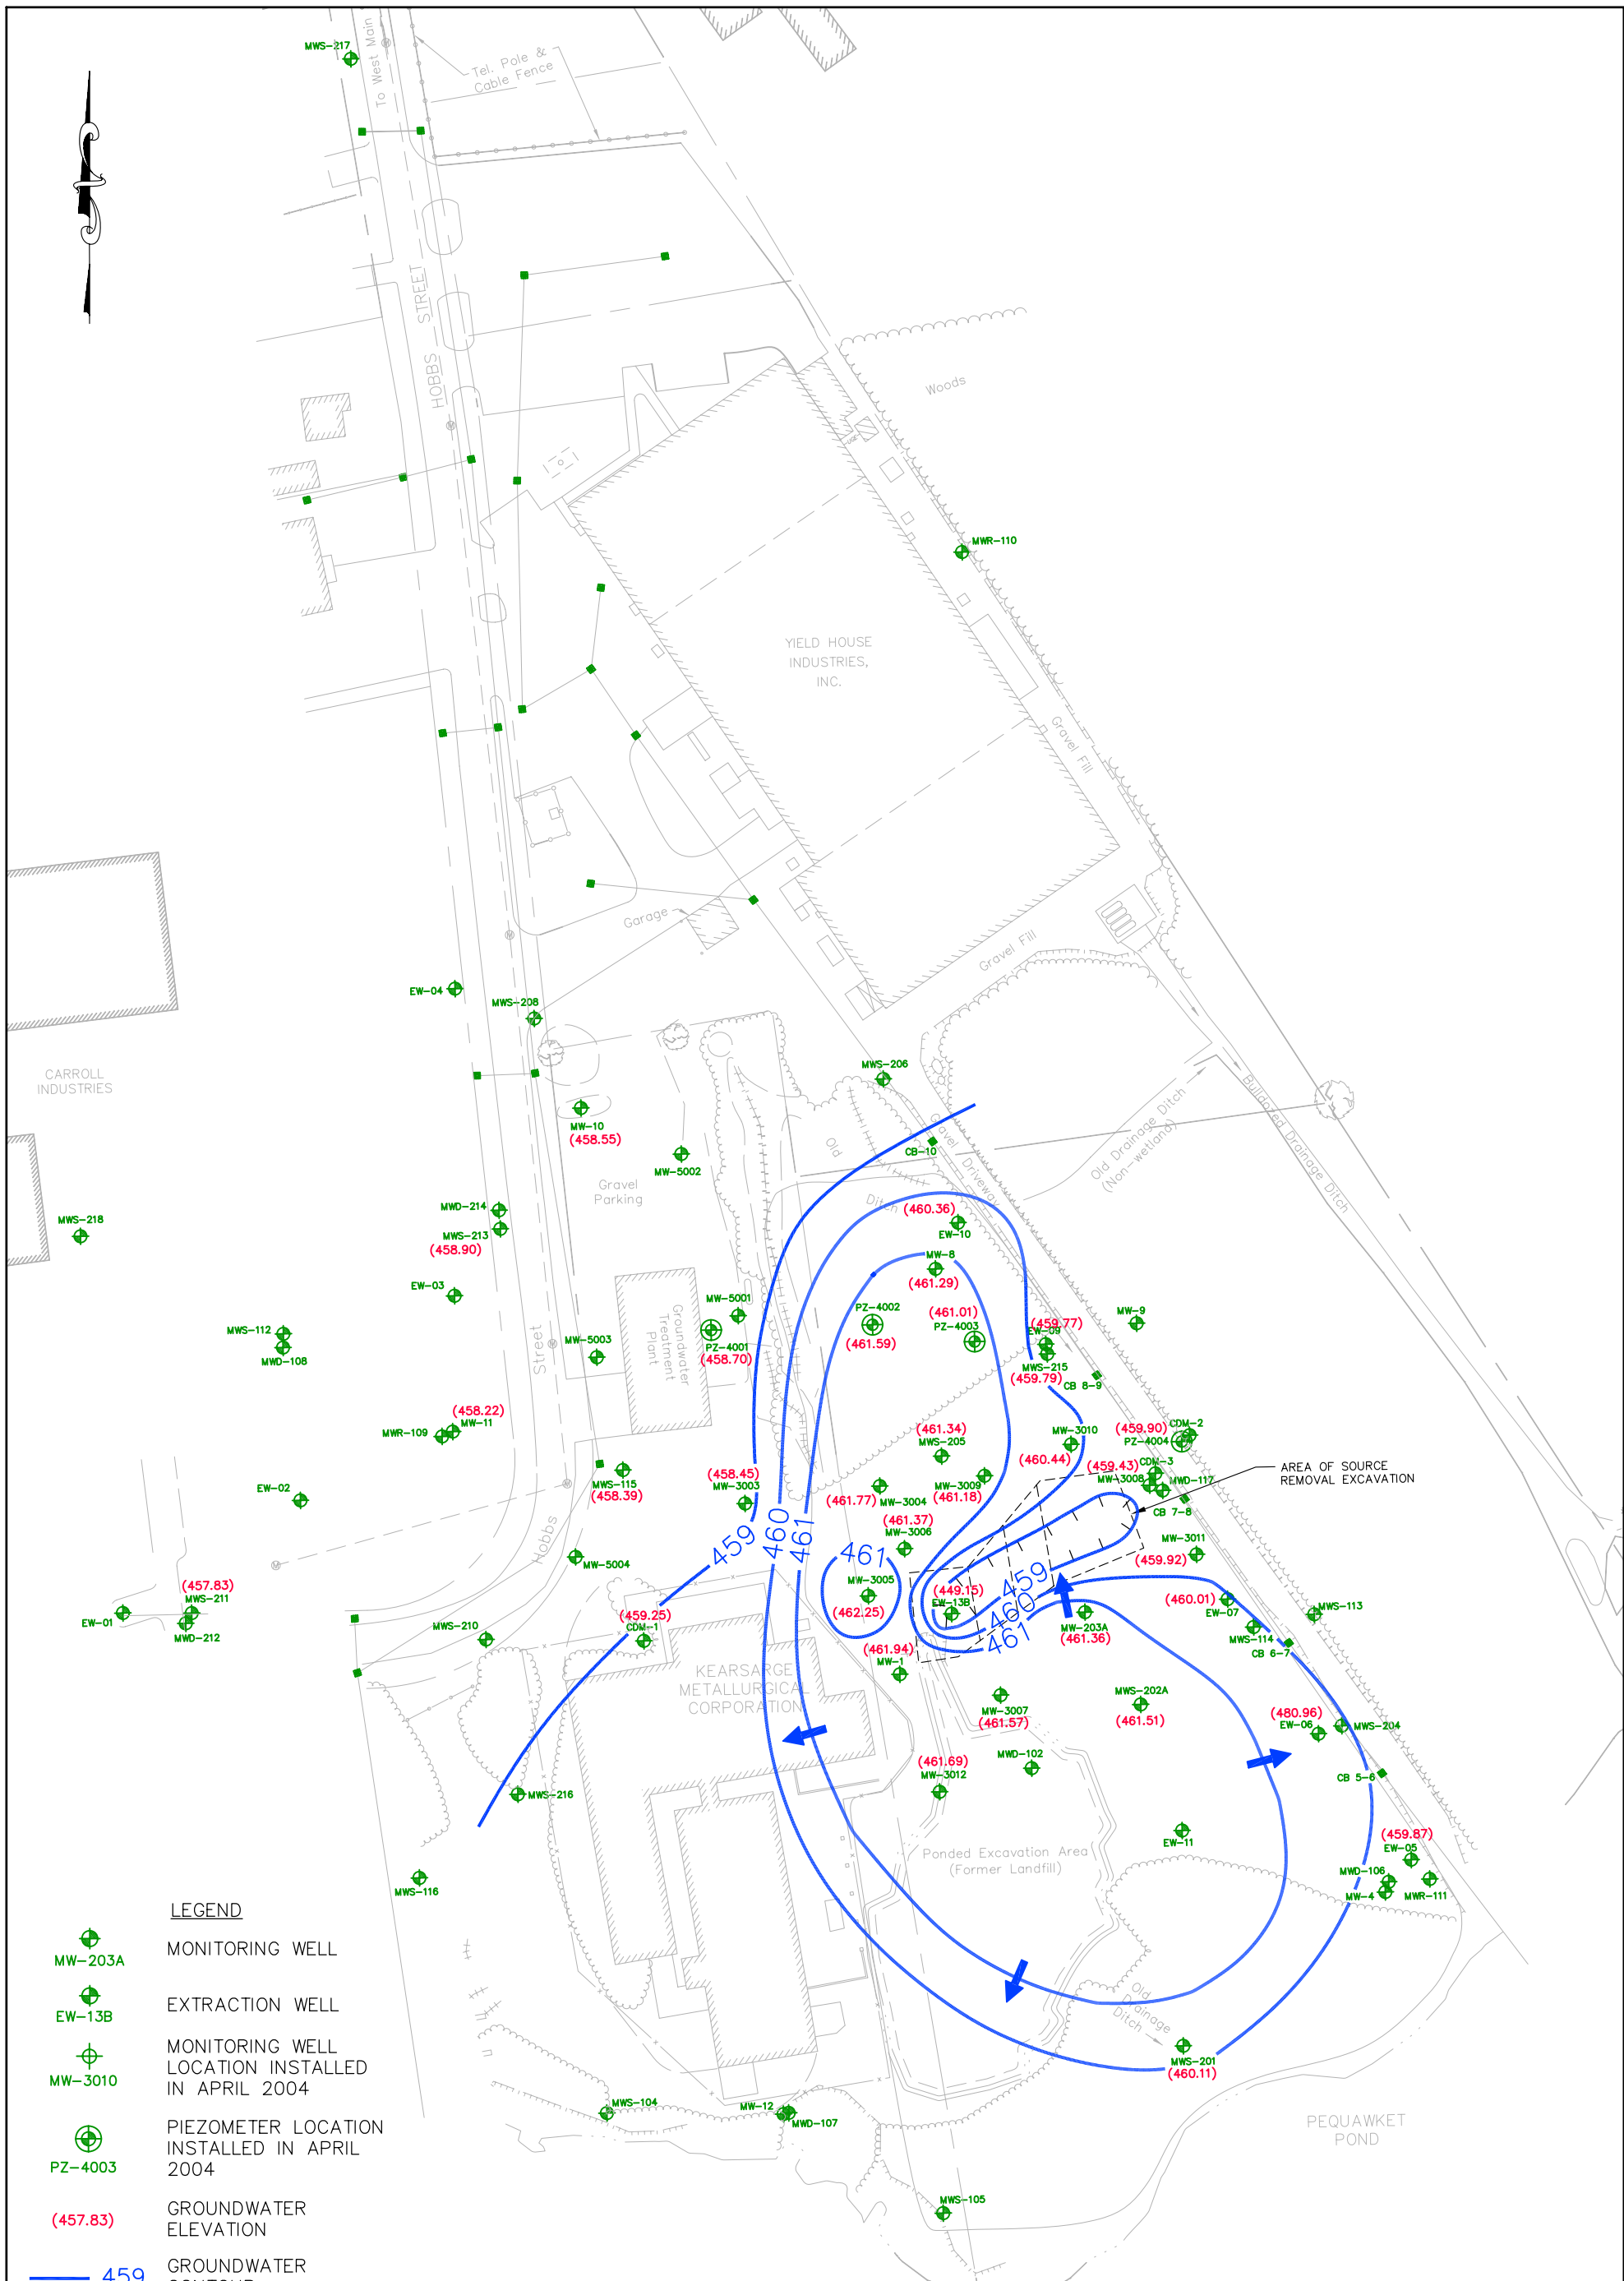 MWS-217
To West Main
Tel. Pole &
Cable Fence
HOBBS STREET
Woods
MWR-110
YIELD HOUSE
INDUSTRIES,
INC.
Gravel Fill
Garage
Gravel Fill
EW-04
MWS-208
CARROLL
INDUSTRIES
MWS-206
MW-10
(458.55)
MW-5002
Old
Ditch
CB-10
Gravel Driveway
Old Drainage Ditch
(Non-wetland)
Bulldozed Drainage Ditch
Gravel
Parking
MWS-218
MWD-214
MWS-213
(458.90)
(460.36)
EW-10
MW-8
(461.29)
EW-03
MWS-112
MWD-108
MW-5001
PZ-4001
(458.70)
Groundwater
Treatment
Plant
MW-5003
Street
PZ-4002
(461.59)
(461.01)
PZ-4003
(459.77)
EW-09
MWS-215
(459.79)
MW-9
CB 8-9
(458.22)
MW-11
MWR-109
(461.34)
MWS-205
MW-3010
(460.44)
(459.90)
CDM-2
PZ-4004
(459.43)
CDM-3
MW-3008
MWD-117
CB 7-8
AREA OF SOURCE
REMOVAL EXCAVATION
EW-02
MWS-115
(458.39)
(458.45)
MW-3003
(461.77)
MW-3004
MW-3009
(461.18)
(461.37)
MW-3006
Hobbs
MW-5004
459
460
461
461
MW-3005
(462.25)
(449.15)
EW-13B
459
460
461
MW-3011
(459.92)
(460.01)
EW-07
MWS-113
MWS-114
CB 6-7
(457.83)
MWS-211
EW-01
MWD-212
MWS-210
(459.25)
CDM-1
MW-203A
(461.36)
(461.94)
MW-1
KEARSARGE
METALLURGICAL
CORPORATION
MW-3007
(461.57)
MWS-202A
(461.51)
(480.96)
EW-06
MWS-204
MWS-216
(461.69)
MW-3012
MWD-102
CB 5-6
EW-11
Ponded Excavation Area
(Former Landfill)
(459.87)
EW-05
MWD-106
MW-4
MWR-111
MWS-116
Old
Drainage
Ditch
MWS-201
(460.11)
MWS-104
MW-12
MWD-107
PEQUAWKET
POND
MWS-105
LEGEND
MW-203A
MONITORING WELL
EW-13B
EXTRACTION WELL
MW-3010
MONITORING WELL
LOCATION INSTALLED
IN APRIL 2004
PZ-4003
PIEZOMETER LOCATION
INSTALLED IN APRIL
2004
(457.83)
GROUNDWATER
ELEVATION
459
GROUNDWATER